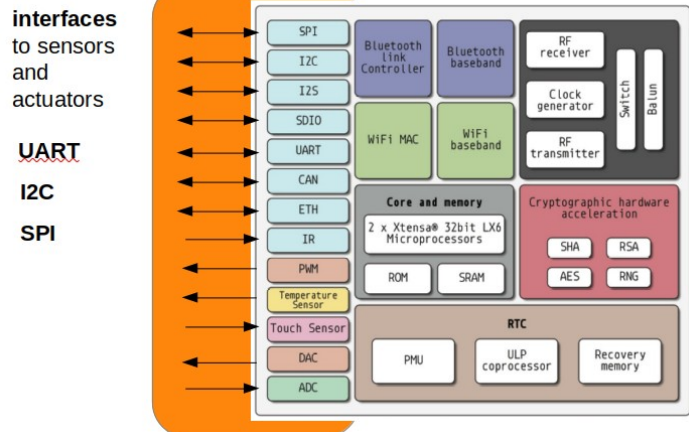 interfaces
to sensors
and
actuators
UART
I2C
SPI
SPI
I2C
I2S
SDIO
UART
CAN
ETH
IR
PWM
Temperature
Sensor
Touch Sensor
DAC
ADC
Bluetooth
link
Controller
Bluetooth
baseband
WiFi MAC
WiFi
baseband
RF
receiver
Clock
generator
RF
transmitter
Switch
Balun
Core and memory
2 x Xtensa® 32bit LX6
Microprocessors
ROM
SRAM
Cryptographic hardware
acceleration
SHA
RSA
AES
RNG
RTC
PMU
ULP
coprocessor
Recovery
memory